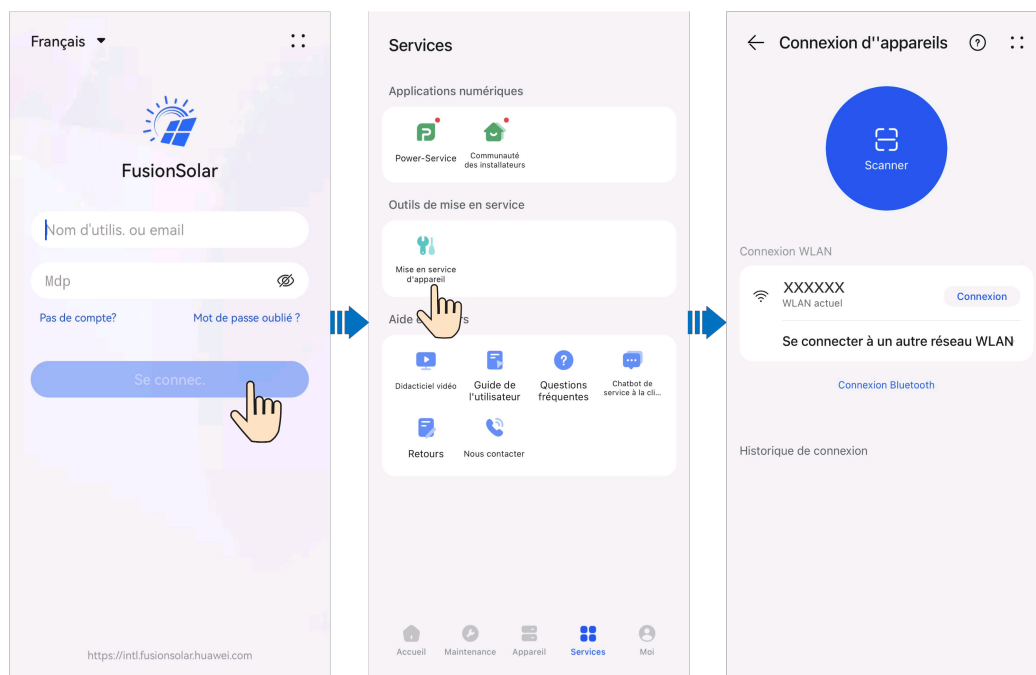 Français
FusionSolar
Nom d'utilis. ou email
Mdp
Pas de compte?
Mot de passe oublié ?
Se connec.
https://intl.fusionsolar.huawei.com
Services
Applications numériques
Power-Service
Communauté
des installateurs
Outils de mise en service
Mise en service
d'appareil
Aide
Didacticiel vidéo
Guide de
l'utilisateur
Questions
fréquentes
Chatbot de
service à la cli...
Retours
Nous contacter
Accueil
Maintenance
Appareil
Services
Moi
Connexion d''appareils
Scanner
Connexion WLAN
XXXXXX
WLAN actuel
Connexion
Se connecter à un autre réseau WLAN
Connexion Bluetooth
Historique de connexion